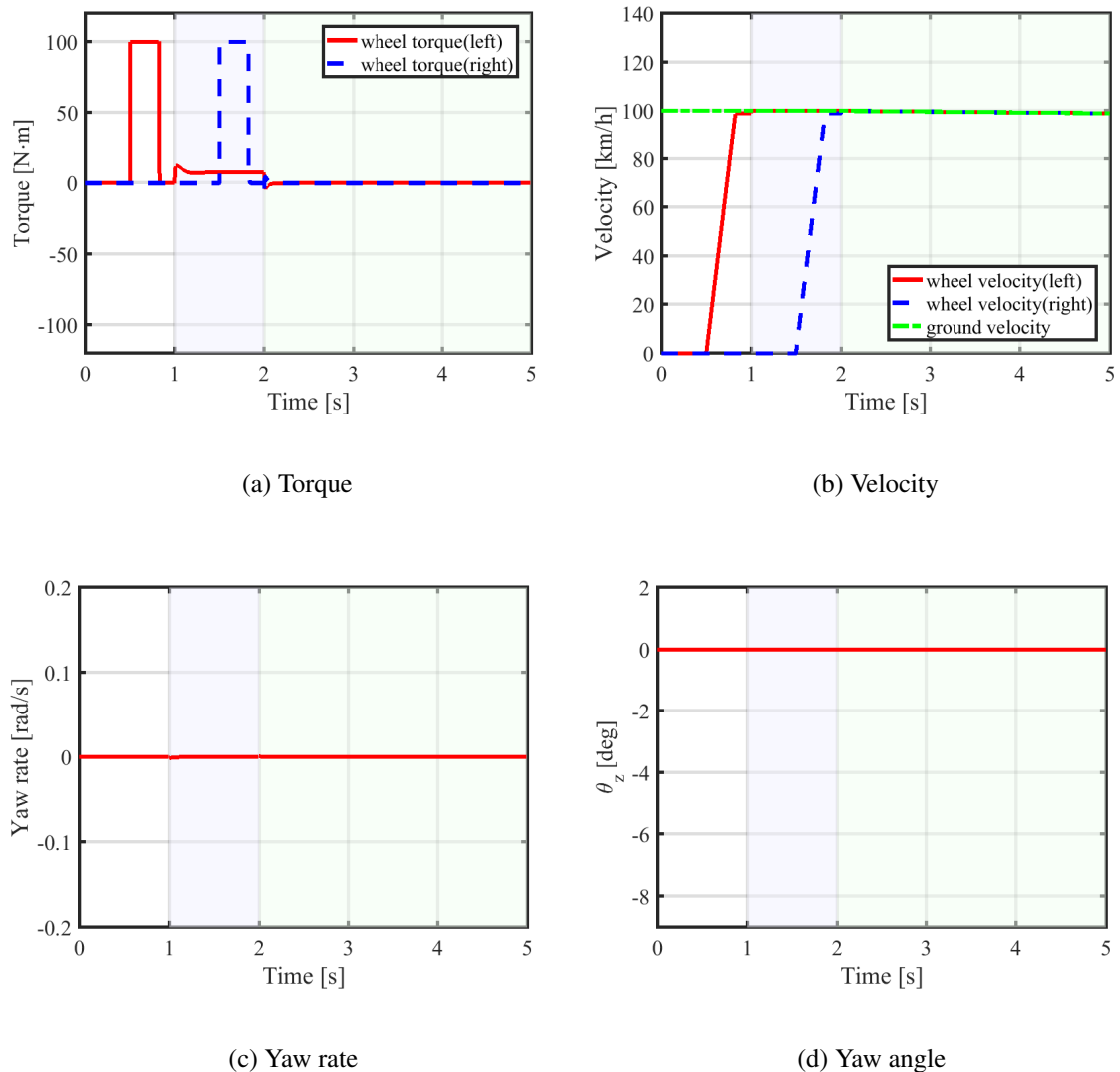 100
50
0
-50
-100
Torque [N·m]
wheel torque(left)
wheel torque(right)
0 1 2 3 4 5
Time [s]
(a) Torque
140
120
100
80
60
40
20
0
Velocity [km/h]
wheel velocity(left)
wheel velocity(right)
ground velocity
0 1 2 3 4 5
Time [s]
(b) Velocity
0.2
0.1
0
-0.1
-0.2
Yaw rate [rad/s]
0 1 2 3 4 5
Time [s]
(c) Yaw rate
2
0
-2
-4
-6
-8
θz [deg]
0 1 2 3 4 5
Time [s]
(d) Yaw angle